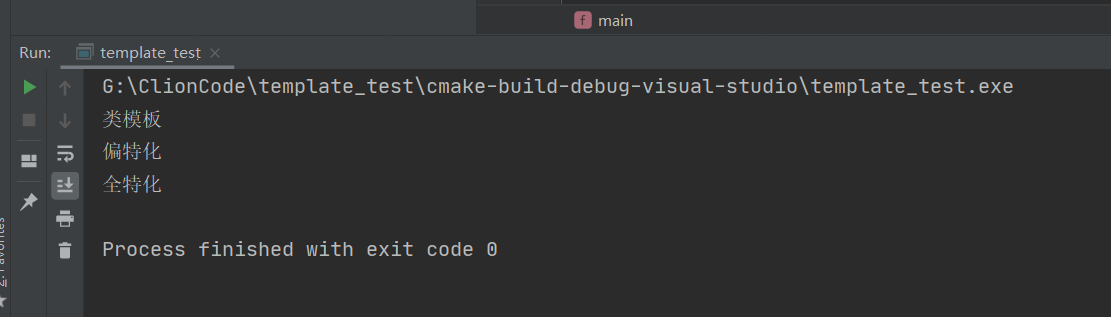 main
Run:
template_test
G:\ClionCode\template_test\cmake-build-debug-visual-studio\template_test.exe
类模板
偏特化
全特化
Process finished with exit code 0
2: Favorites